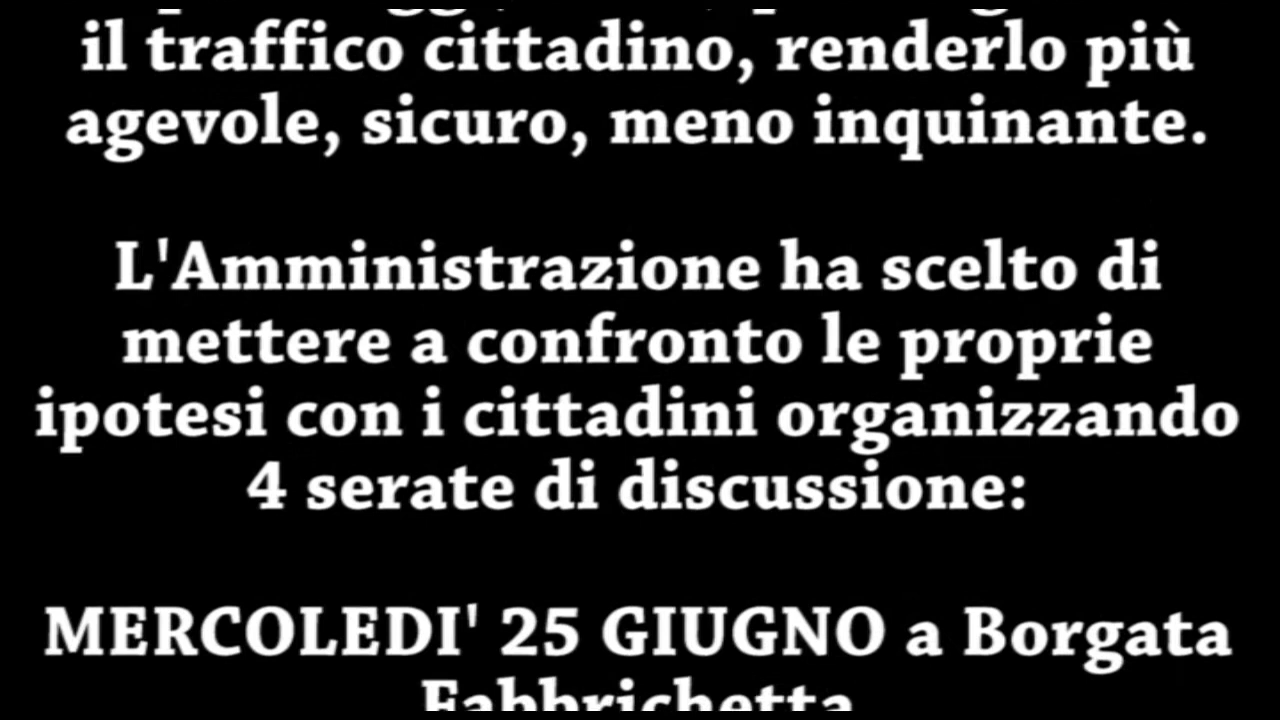 il traffico cittadino, renderlo più
agevole, sicuro, meno inquinante.
L'Amministrazione ha scelto di
mettere a confronto le proprie
ipotesi con i cittadini organizzando
4 serate di discussione:
MERCOLEDI' 25 GIUGNO a Borgata
Fabbrichetta